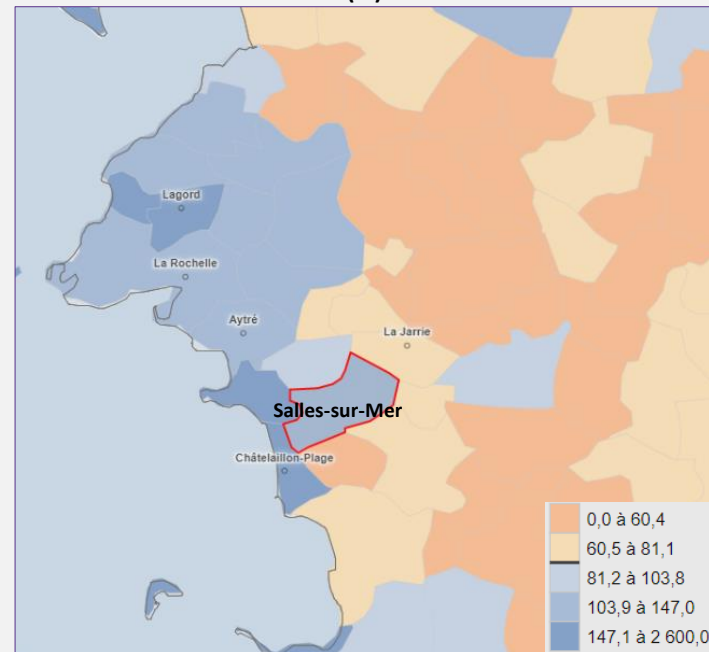 Lagord
La Rochelle
Aytré
La Jarrie
Salles-sur-Mer
Châtelaillon-Plage
0,0 à 60,4
60,5 à 81,1
81,2 à 103,8
103,9 à 147,0
147,1 à 2 600,0